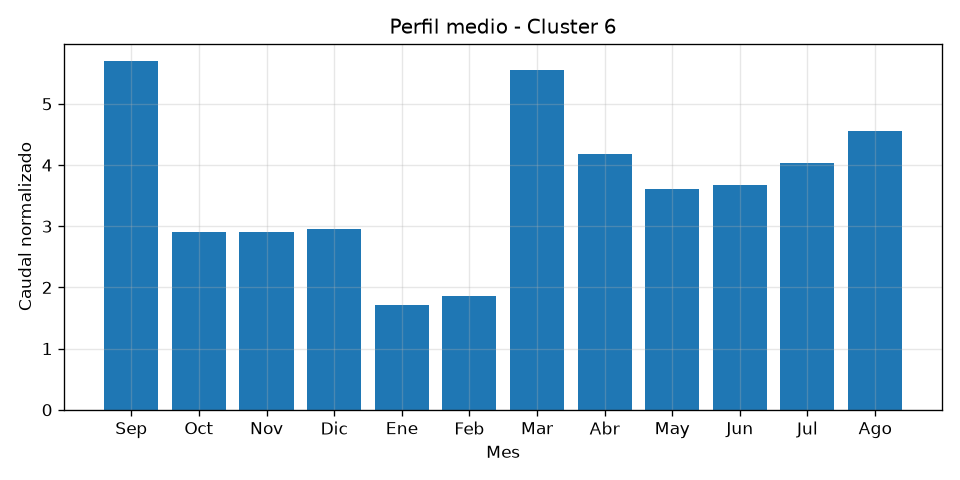 Perfil medio - Cluster 6
Caudal normalizado
5
4
3
2
1
0
Sep Oct Nov Dic Ene Feb Mar Abr May Jun Jul Ago
Mes